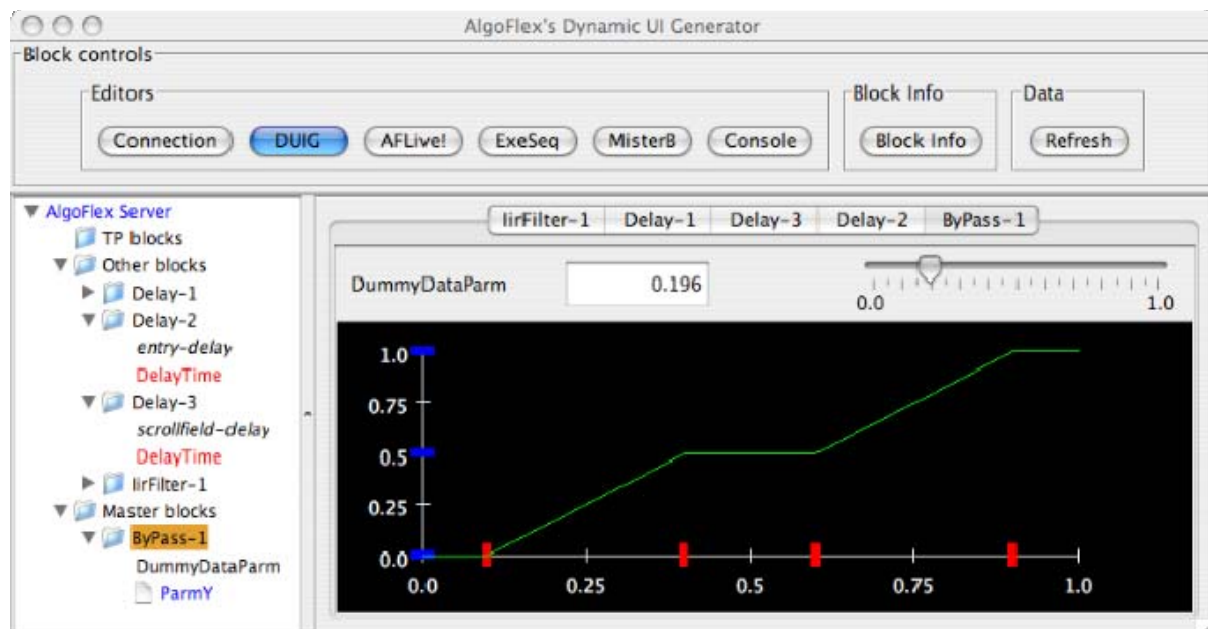 AlgoFlex's Dynamic UI Generator
Block controls
Editors
Block Info
Data
Connection DUIG AFLive! ExeSeq MisterB Console Block Info Refresh
AlgoFlex Server
TP blocks
Other blocks
Delay-1
Delay-2
entry-delay
DelayTime
Delay-3
scrollfield-delay
DelayTime
IirFilter-1
Master blocks
ByPass-1
DummyDataParm
ParmY
IirFilter-1 Delay-1 Delay-3 Delay-2 ByPass-1
DummyDataParm 0.196
0.0 1.0
1.0
0.75
0.5
0.25
0.0
0.0 0.25 0.5 0.75 1.0